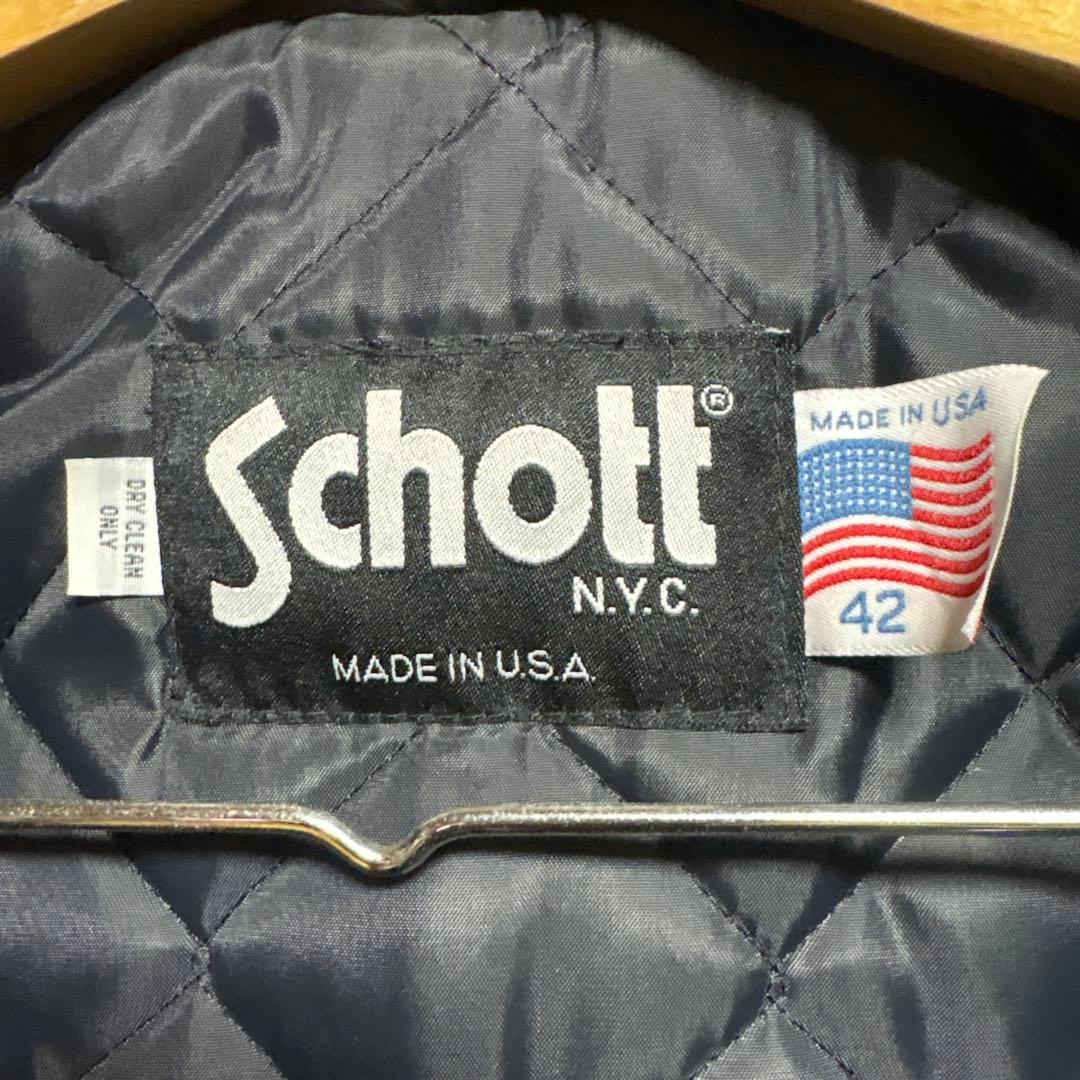 DRY CLEAN
ONLY
Schott®
N.Y.C.
MADE IN U.S.A.
MADE IN USA
42